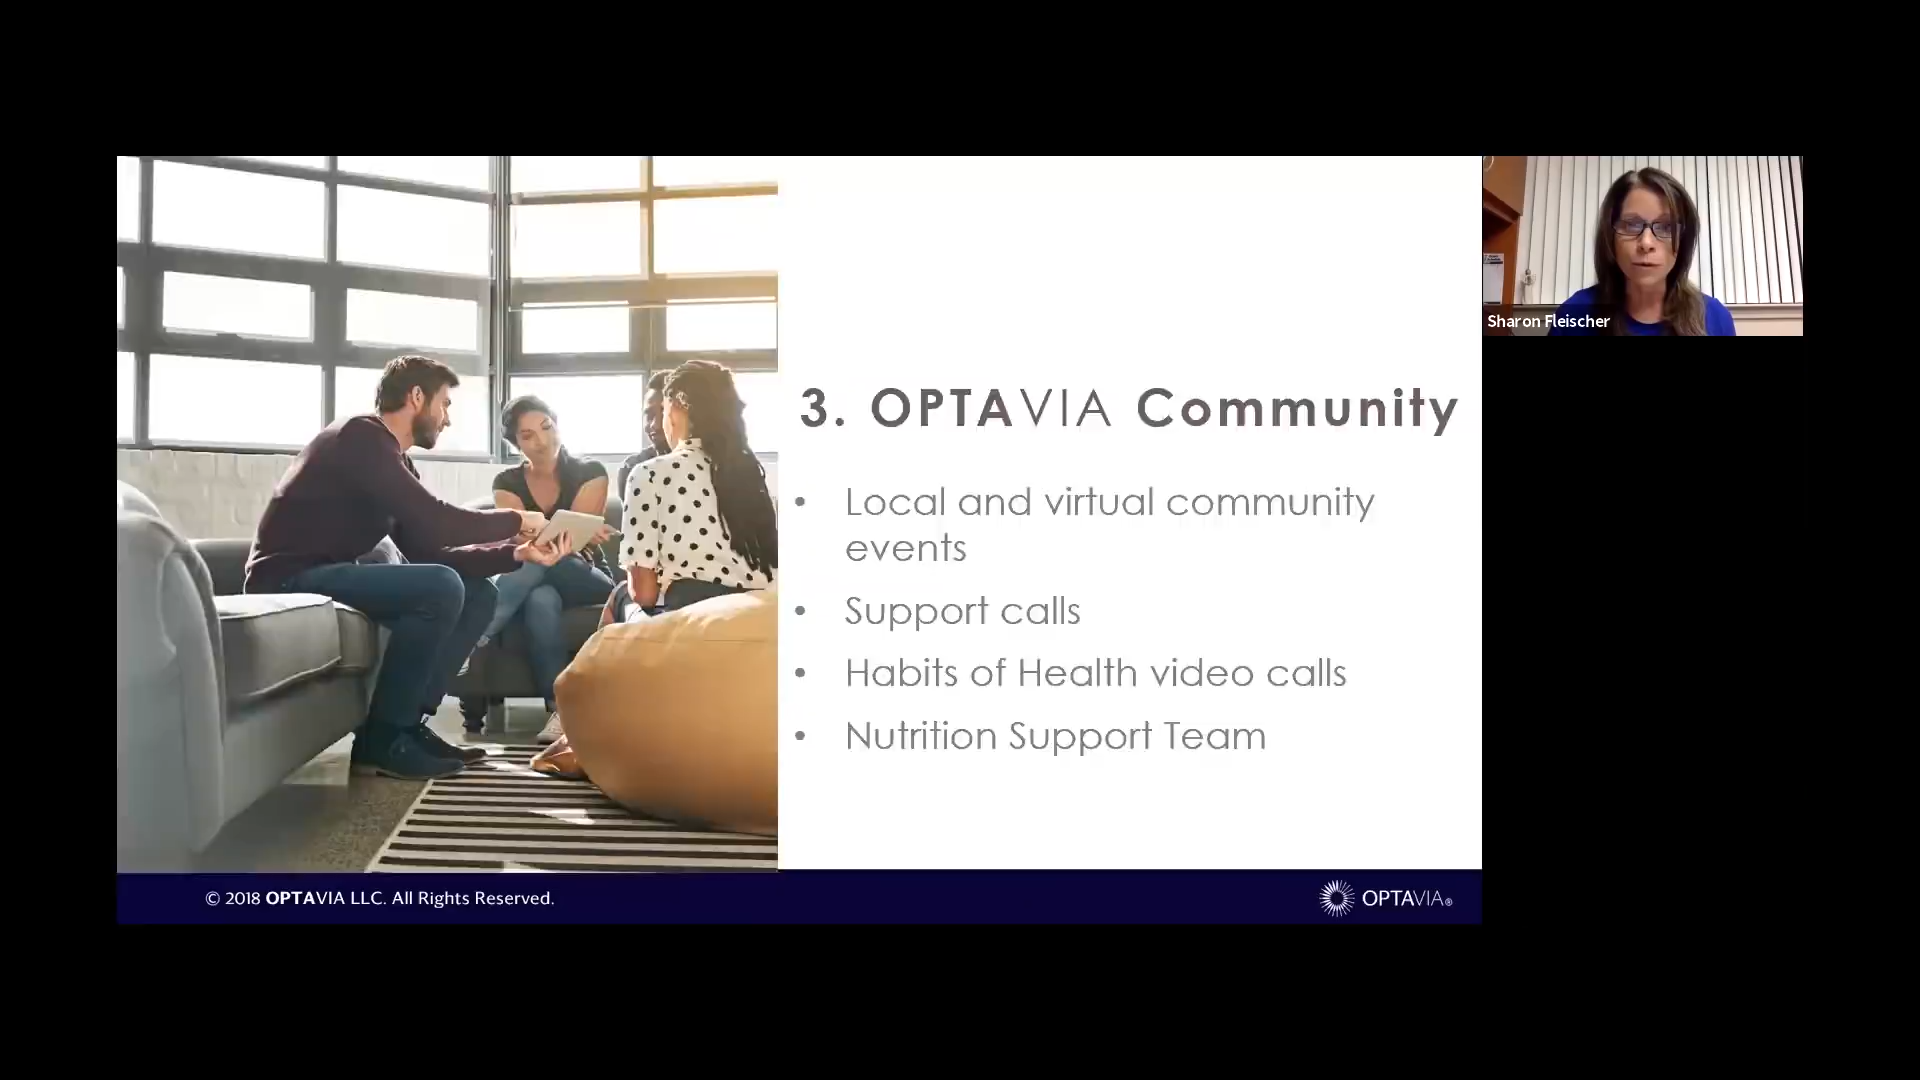 3. OPTAVIA Community
• Local and virtual community
events
• Support calls
• Habits of Health video calls
• Nutrition Support Team
Sharon Fleischer
© 2018 OPTAVIA LLC. All Rights Reserved.
OPTAVIA®